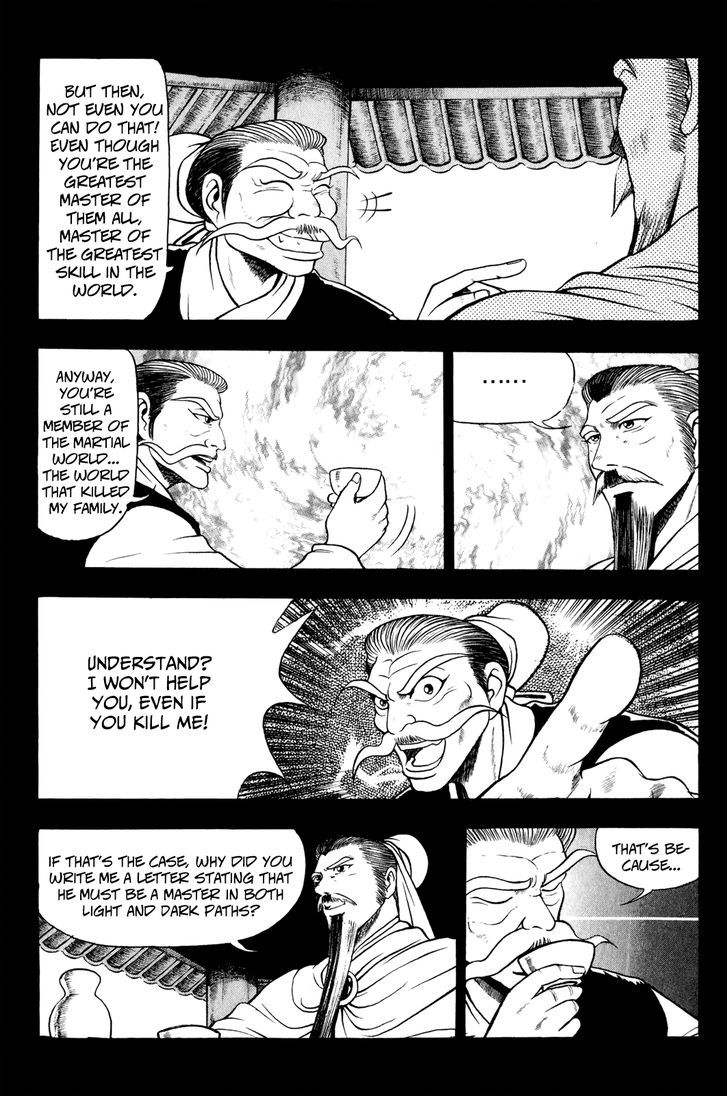 BUT THEN,
NOT EVEN YOU
CAN DO THAT!
EVEN THOUGH
YOU'RE THE
GREATEST
MASTER OF
THEM ALL,
MASTER OF
THE GREATEST
SKILL IN THE
WORLD.
ANYWAY,
YOU'RE
STILL A
MEMBER
OF THE
MARTIAL
WORLD...
THE WORLD
THAT KILLED
MY FAMILY.
......
UNDERSTAND?
I WON'T HELP
YOU, EVEN IF
YOU KILL ME!
IF THAT'S THE CASE, WHY DID YOU
WRITE ME A LETTER STATING THAT
HE MUST BE A MASTER IN BOTH
LIGHT AND DARK PATHS?
THAT'S BE-
CAUSE...